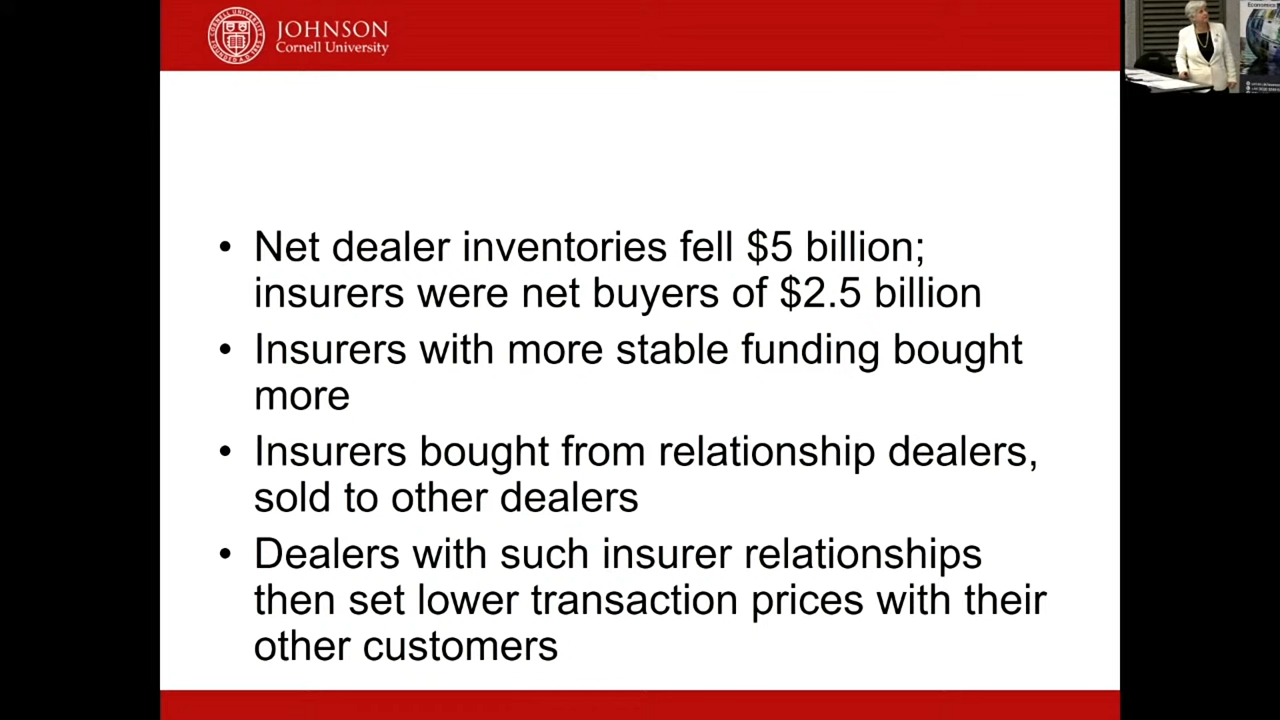 JOHNSON
Cornell University
Economics
• Net dealer inventories fell $5 billion;
insurers were net buyers of $2.5 billion
• Insurers with more stable funding bought
more
• Insurers bought from relationship dealers,
sold to other dealers
• Dealers with such insurer relationships
then set lower transaction prices with their
other customers